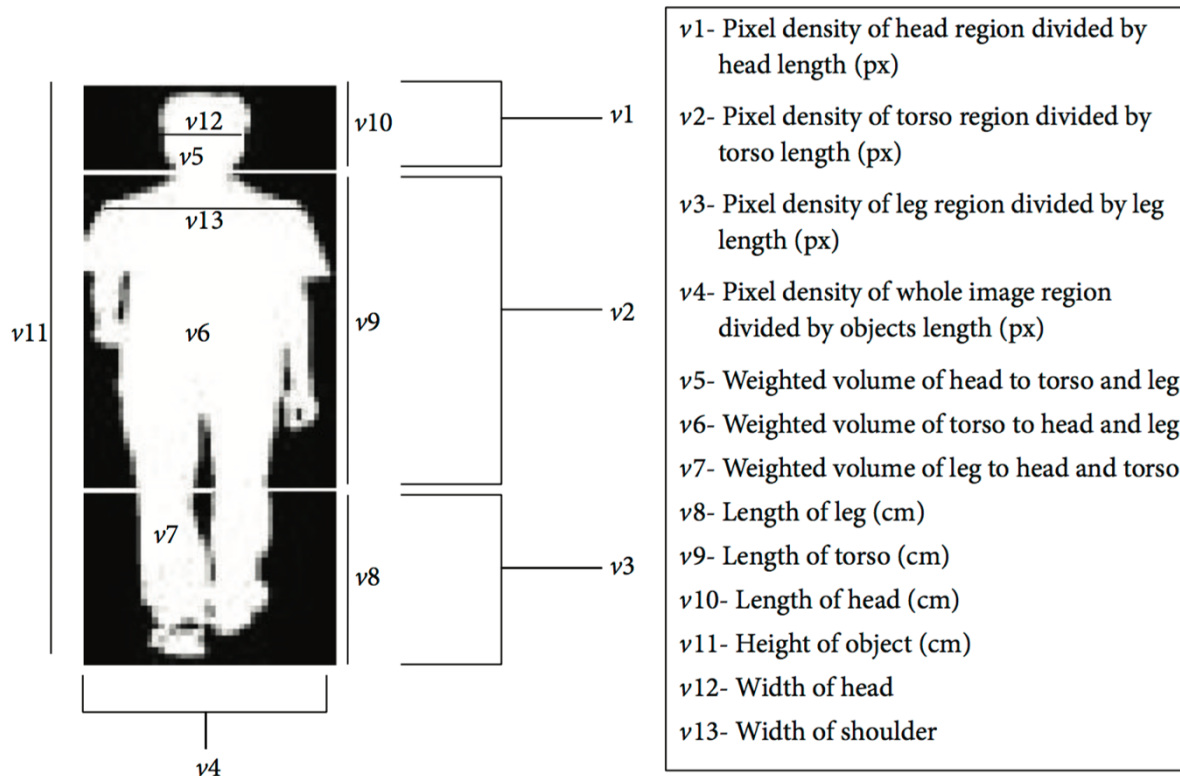 v12
v5
v13
v6
v7
v11
v10
v9
v8
v1
v2
v3
v4
v1- Pixel density of head region divided by
head length (px)
v2- Pixel density of torso region divided by
torso length (px)
v3- Pixel density of leg region divided by leg
length (px)
v4- Pixel density of whole image region
divided by objects length (px)
v5- Weighted volume of head to torso and leg
v6- Weighted volume of torso to head and leg
v7- Weighted volume of leg to head and torso
v8- Length of leg (cm)
v9- Length of torso (cm)
v10- Length of head (cm)
v11- Height of object (cm)
v12- Width of head
v13- Width of shoulder